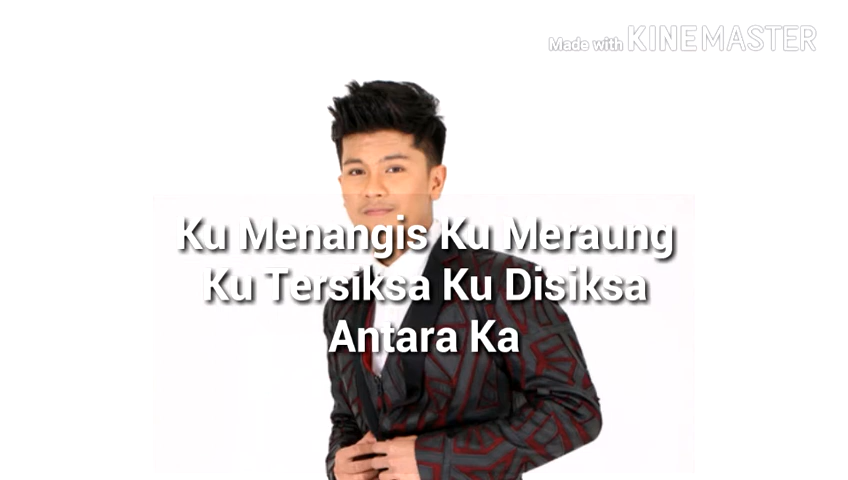 Made with KINEMASTER
Ku Menangis Ku Meraung
Ku Tersiksa Ku Disiksa
Antara Ka